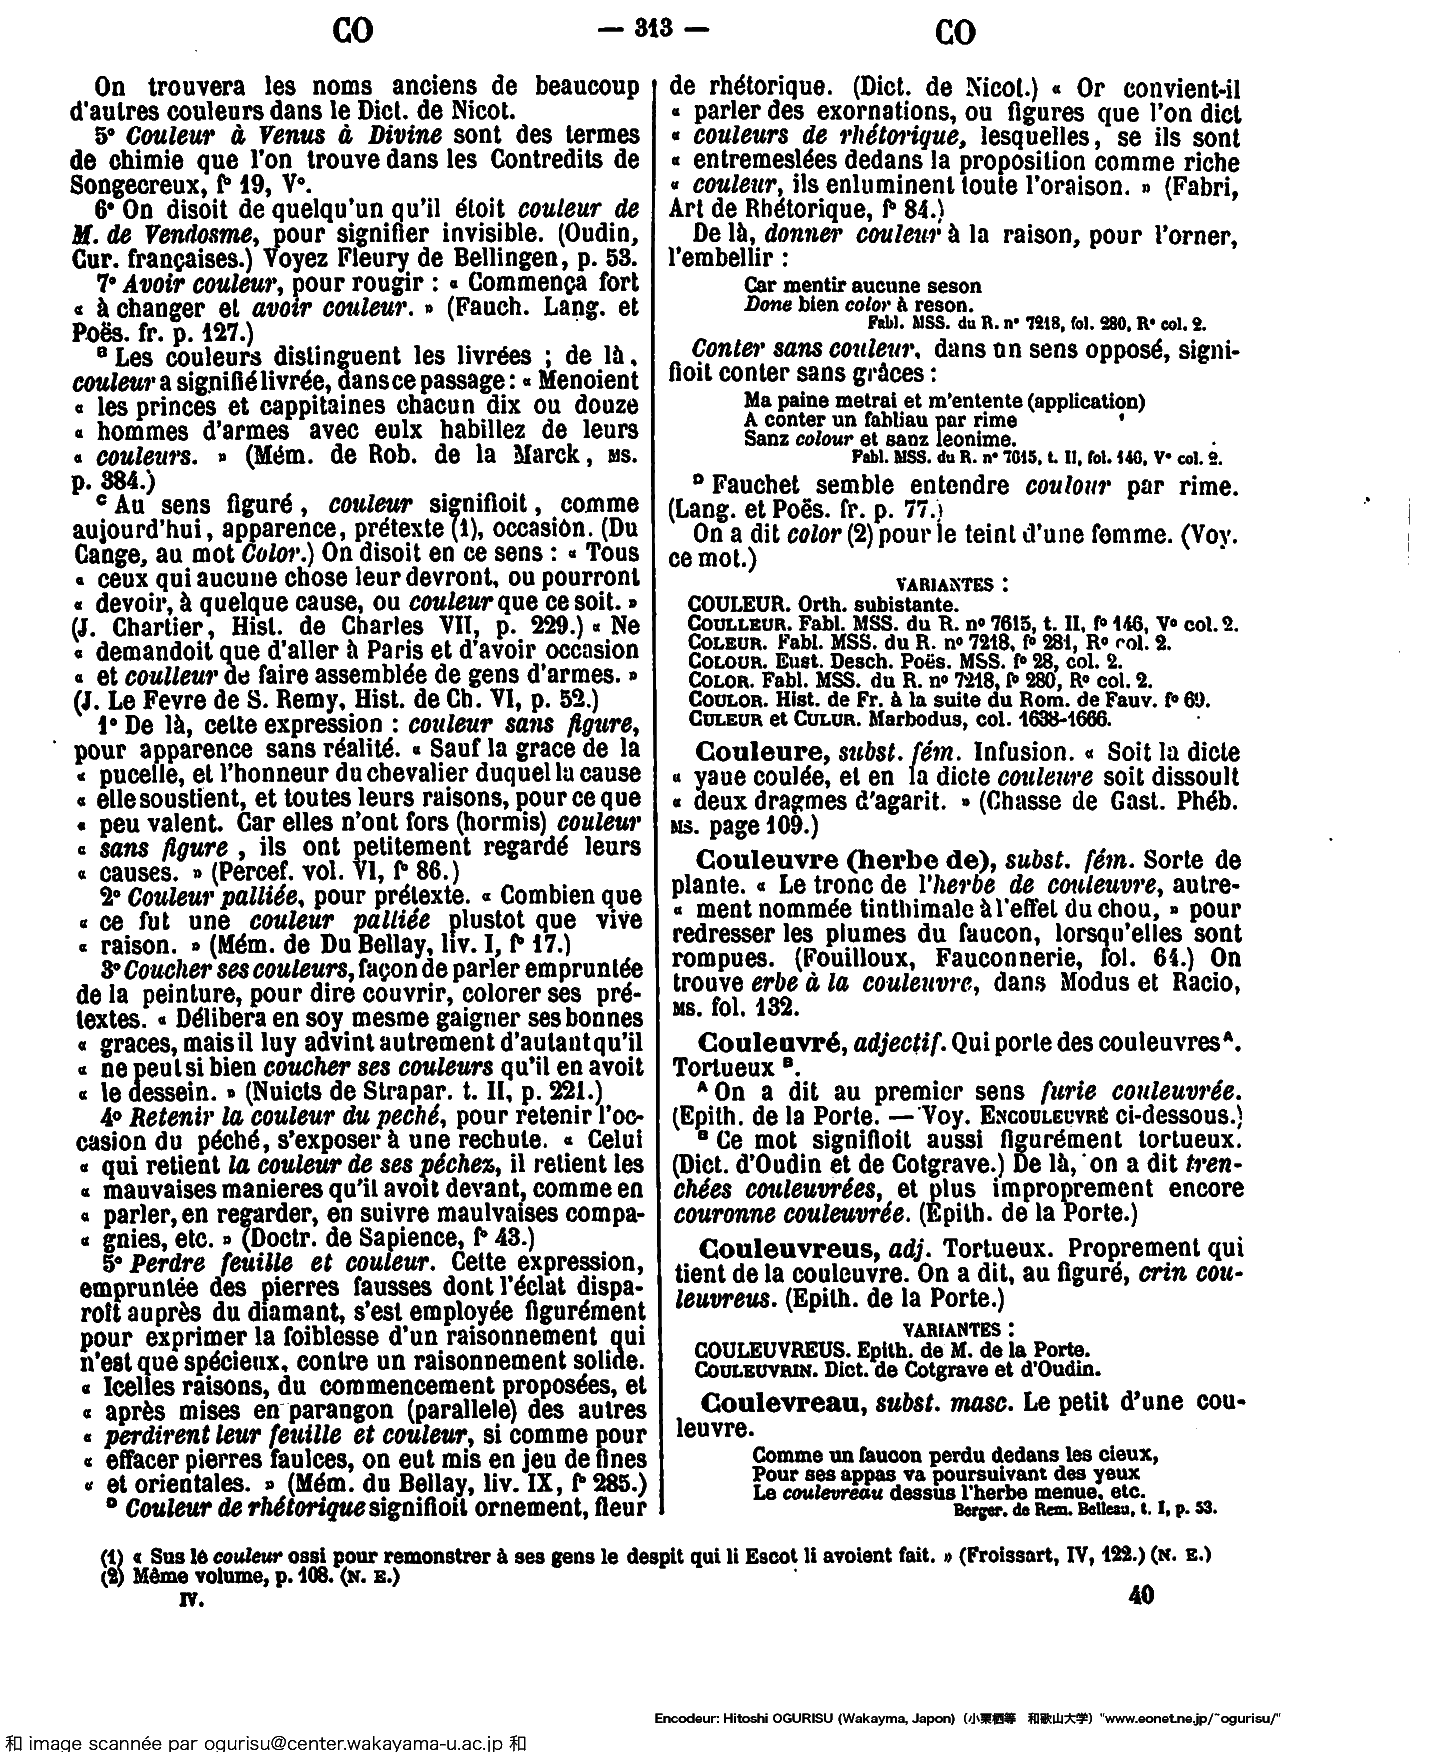 CO — 313 — CO
On trouvera les noms anciens de beaucoup
d'autres couleurs dans le Dict. de Nicot.
5° Couleur à Venus à Divine sont des termes
de chimie que l'on trouve dans les Contredits de
Songecreux, f° 19, V°.
6° On disoit de quelqu'un qu'il étoit couleur de
M. de Vendosme, pour signifier invisible. (Oudin,
Cur. françaises.) Voyez Fleury de Bellingen, p. 53.
7° Avoir couleur, pour rougir : « Commença fort
« à changer et avoir couleur. » (Fauch. Lang. et
Poës. fr. p. 127.)
B Les couleurs distinguent les livrées ; de là,
couleur a signifié livrée, dans ce passage : « Menoient
« les princes et cappitaines chacun dix ou douze
« hommes d'armes avec eulx habillez de leurs
« couleurs. » (Mém. de Rob. de la Marck, MS.
p. 384.)
C Au sens figuré, couleur signifioit, comme
aujourd'hui, apparence, prétexte (1), occasion. (Du
Cange, au mot Color.) On disoit en ce sens : « Tous
« ceux qui aucune chose leur devront, ou pourront
« devoir, à quelque cause, ou couleur que ce soit. »
(J. Chartier, Hist. de Charles VII, p. 229.) « Ne
« demandoit que d'aller à Paris et d'avoir occasion
« et coulleur de faire assemblée de gens d'armes. »
(J. Le Fevre de S. Remy, Hist. de Ch. VI, p. 52.)
1° De là, cette expression : couleur sans figure,
pour apparence sans réalité. « Sauf la grace de la
« pucelle, et l'honneur du chevalier duquel la cause
« elle soustient, et toutes leurs raisons, pour ce que
« peu valent. Car elles n'ont fors (hormis) couleur
« sans figure, ils ont petitement regardé leurs
« causes. » (Percef. vol. VI, f° 86.)
2° Couleur palliée, pour prétexte. « Combien que
« ce fut une couleur palliée plustot que vive
« raison. » (Mém. de Du Bellay, liv. I, f° 17.)
3° Coucher ses couleurs, façon de parler empruntée
de la peinture, pour dire couvrir, colorer ses pré-
textes. « Délibera en soy mesme gaigner ses bonnes
« graces, mais il luy advint autrement d'autant qu'il
« ne peut si bien coucher ses couleurs qu'il en avoit
« le dessein. » (Nuicts de Strapar. t. II, p. 221.)
4° Retenir la couleur du peché, pour retenir l'oc-
casion du péché, s'exposer à une rechute. « Celui
« qui retient la couleur de ses péchez, il retient les
« mauvaises manieres qu'il avoit devant, comme en
« parler, en regarder, en suivre maulvaises compa-
« gnies, etc. » (Doctr. de Sapience, f° 43.)
5° Perdre feuille et couleur. Cette expression,
empruntée des pierres fausses dont l'éclat dispa-
roît auprès du diamant, s'est employée figurément
pour exprimer la foiblesse d'un raisonnement qui
n'est que spécieux, contre un raisonnement solide.
« Icelles raisons, du commencement proposées, et
« après mises en parangon (parallele) des autres
« perdirent leur feuille et couleur, si comme pour
« effacer pierres faulces, on eut mis en jeu de fines
« et orientales. » (Mém. du Bellay, liv. IX, f° 285.)
D Couleur de rhétorique signifioit ornement, fleur
de rhétorique. (Dict. de Nicot.) « Or convient-il
« parler des exornations, ou figures que l'on dict
« couleurs de rhétorique, lesquelles, se ils sont
« entremeslées dedans la proposition comme riche
« couleur, ils enluminent toute l'oraison. » (Fabri,
Art de Rhétorique, f° 84.)
De là, donner couleur à la raison, pour l'orner,
l'embellir :
Car mentir aucune seson
Done bien color à reson.
Fabl. MSS. du R. n° 7218, fol. 280, R° col. 2.
Conter sans couleur, dans un sens opposé, signi-
fioit conter sans grâces :
Ma paine metrai et m'entente (application)
A conter un fabliau par rime
Sanz colour et sanz leonime.
Fabl. MSS. du R. n° 7615, t. II, fol. 146, V° col. 2.
D Fauchet semble entendre coulour par rime.
(Lang. et Poës. fr. p. 77.)
On a dit color (2) pour le teint d'une femme. (Voy.
ce mot.)
VARIANTES :
COULEUR. Orth. subistante.
COULLEUR. Fabl. MSS. du R. n° 7615, t. II, f° 146, V° col. 2.
COLEUR. Fabl. MSS. du R. n° 7218, f° 281, R° col. 2.
COLOUR. Eust. Desch. Poës. MSS. f° 28, col. 2.
COLOR. Fabl. MSS. du R. n° 7218, f° 280, R° col. 2.
COULOR. Hist. de Fr. à la suite du Rom. de Fauv. f° 69.
CULEUR et CULUR. Marbodus, col. 1638-1666.
Couleure, subst. fém. Infusion. « Soit la dicte
« yaue coulée, et en la dicte couleure soit dissoult
« deux dragmes d'agarit. » (Chasse de Gast. Phéb.
MS. page 109.)
Couleuvre (herbe de), subst. fém. Sorte de
plante. « Le tronc de l'herbe de couleuvre, autre-
« ment nommée tinthimale à l'effet du chou, » pour
redresser les plumes du faucon, lorsqu'elles sont
rompues. (Fouilloux, Fauconnerie, fol. 64.) On
trouve erbe à la couleuvre, dans Modus et Racio,
MS. fol. 132.
Couleuvré, adjectif. Qui porte des couleuvres A.
Tortueux B.
A On a dit au premier sens furie couleuvrée.
(Epith. de la Porte. — Voy. ENCOULEUVRÉ ci-dessous.)
B Ce mot signifioit aussi figurément tortueux.
(Dict. d'Oudin et de Cotgrave.) De là, on a dit tren-
chées couleuvrées, et plus improprement encore
couronne couleuvrée. (Epith. de la Porte.)
Couleuvreus, adj. Tortueux. Proprement qui
tient de la couleuvre. On a dit, au figuré, crin cou-
leuvreus. (Epith. de la Porte.)
VARIANTES :
COULEUVREUS. Epith. de M. de la Porte.
COULEUVRIN. Dict. de Cotgrave et d'Oudin.
Coulevreau, subst. masc. Le petit d'une cou-
leuvre.
Comme un faucon perdu dedans les cieux,
Pour ses appas va poursuivant des yeux
Le coulevreau dessus l'herbe menue, etc.
Berger. de Rem. Belleau, t. I, p. 53.
(1) « Sus le couleur ossi pour remonstrer à ses gens le despit qui li Escot li avoient fait. » (Froissart, IV, 122.) (N. E.)
(2) Même volume, p. 108. (N. E.)
IV. 40
Encodeur: Hitoshi OGURISU (Wakayma, Japon) (小栗栖等 和歌山大学) "www.eonet.ne.jp/~ogurisu/"
和 image scannée par ogurisu@center.wakayama-u.ac.jp 和